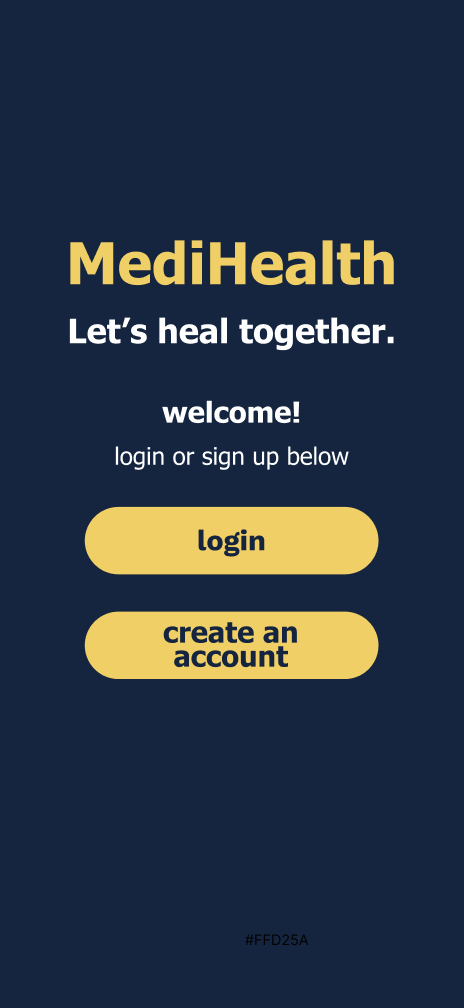 MediHealth
Let’s heal together.
welcome!
login or sign up below
login
create an
account
#FFD25A